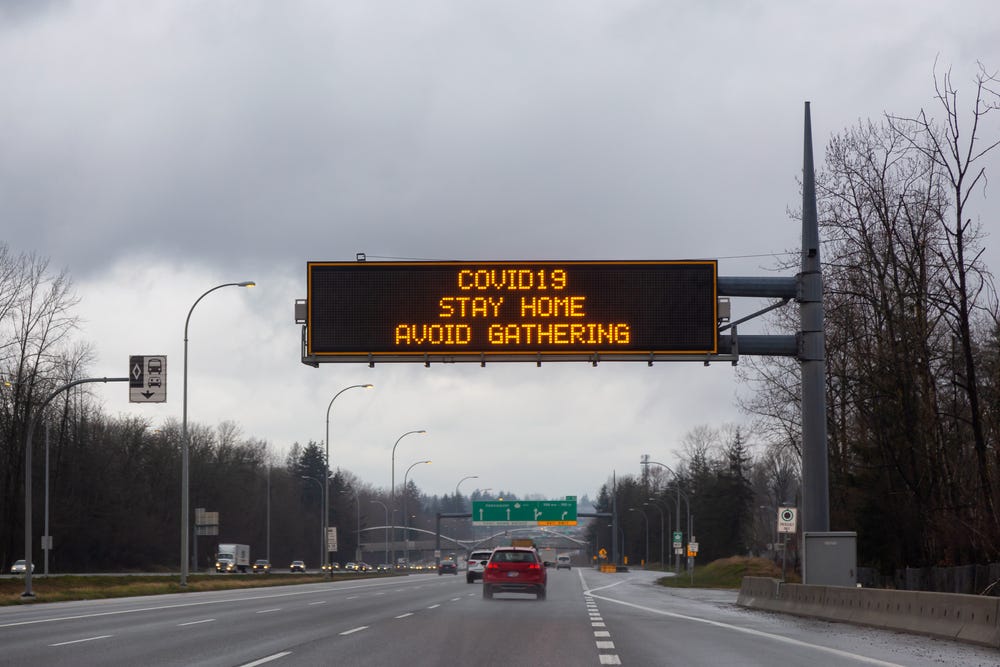 COVID19
STAY HOME
AVOID GATHERING